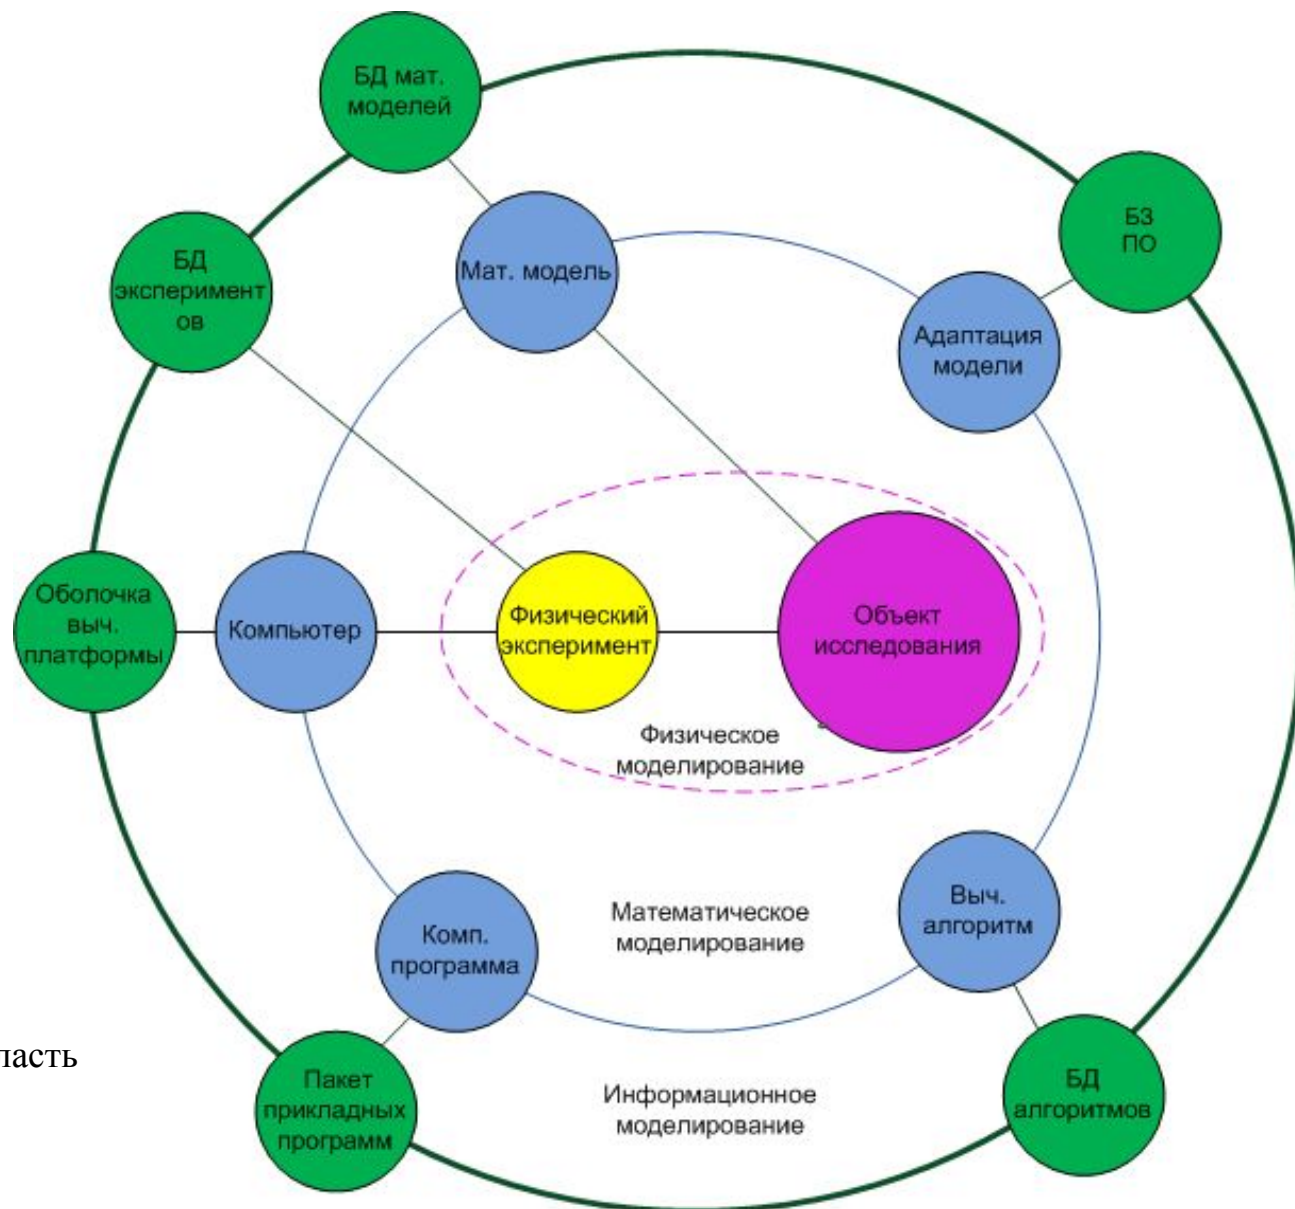 БД мат.
моделей
БЗ
ПО
БД
эксперимент
ов
Мат. модель
Адаптация
модели
Оболочка
выч.
платформы
Компьютер
Физический
эксперимент
Объект
исследования
Физическое
моделирование
Комп.
программа
Математическое
моделирование
Выч.
алгоритм
Пакет
прикладных
программ
Информационное
моделирование
БД
алгоритмов